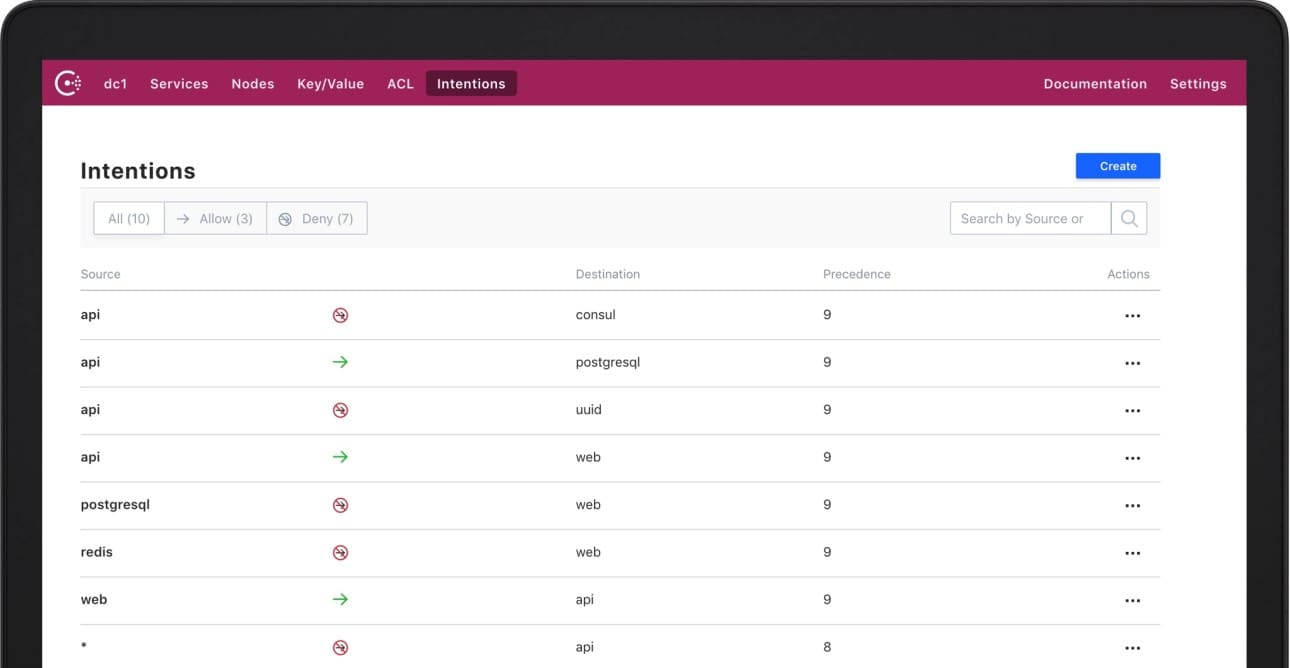 dc1 Services Nodes Key/Value ACL Intentions Documentation Settings
Intentions Create
All (10) Allow (3) Deny (7) Search by Source or
Source Destination Precedence Actions
api consul 9
api postgresql 9
api uuid 9
api web 9
postgresql web 9
redis web 9
web api 9
* api 8